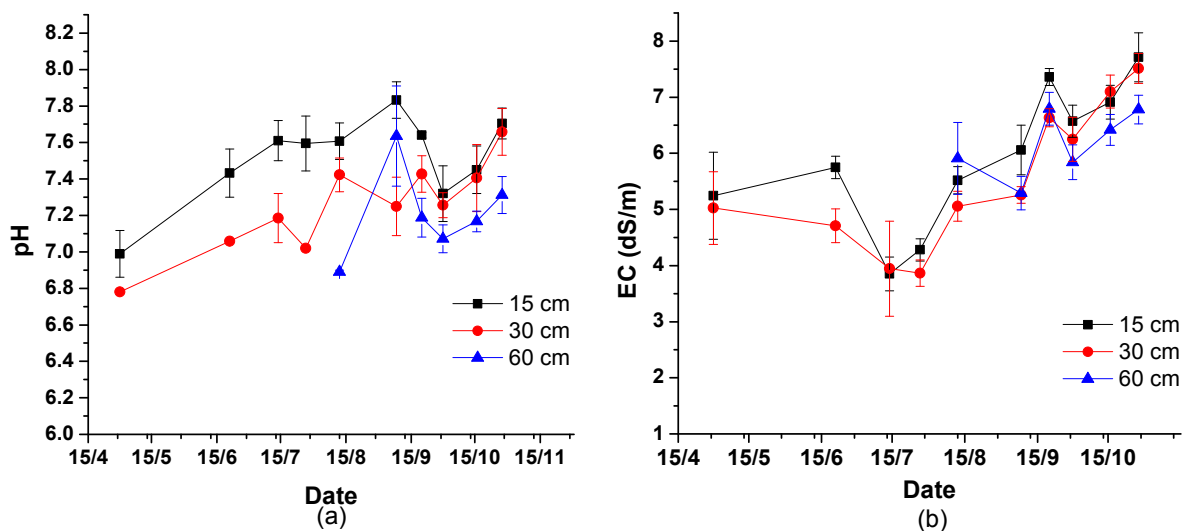 8.2
8.0
7.8
7.6
7.4
7.2
7.0
6.8
6.6
6.4
6.2
6.0
pH
15 cm
30 cm
60 cm
15/4 15/5 15/6 15/7 15/8 15/9 15/10 15/11
Date
(a)
8
7
6
5
4
3
2
1
EC (dS/m)
15 cm
30 cm
60 cm
15/4 15/5 15/6 15/7 15/8 15/9 15/10
Date
(b)